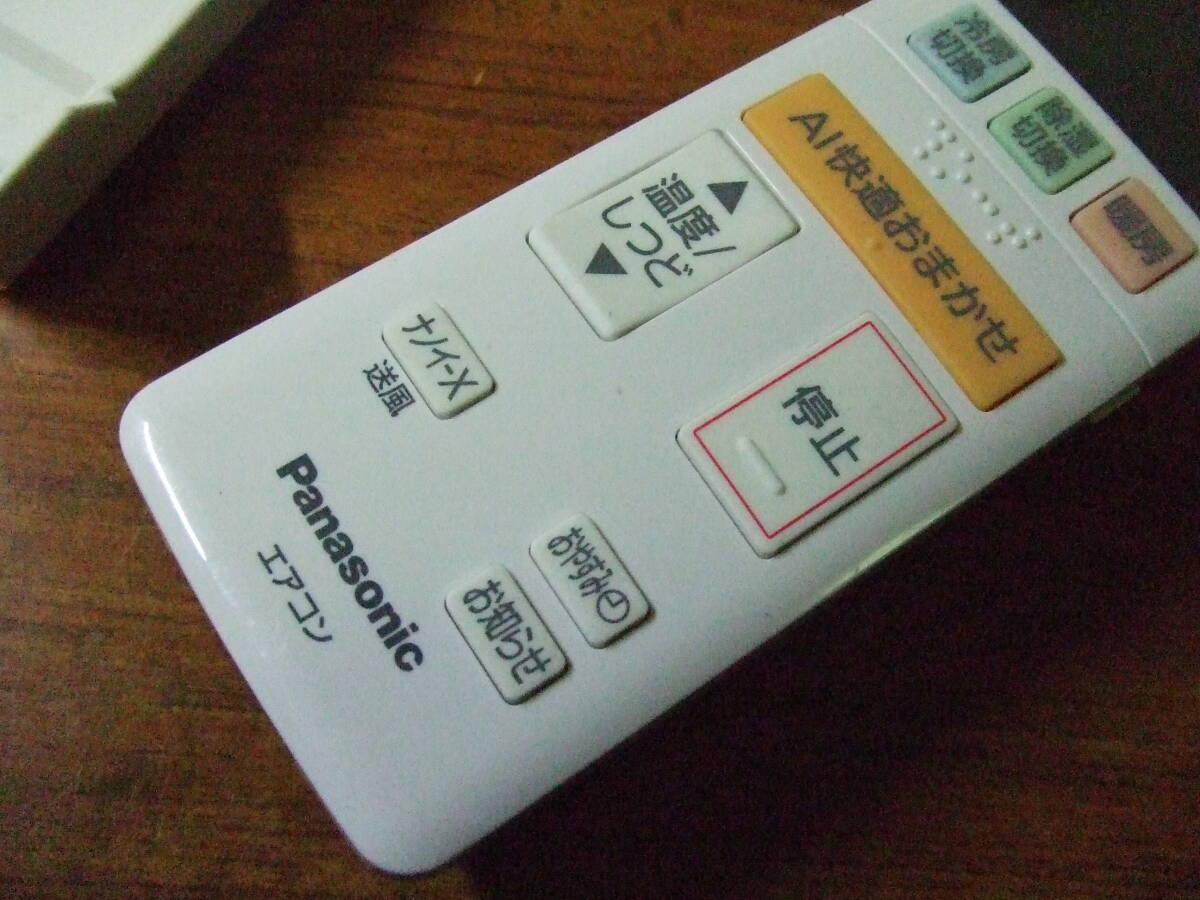 冷房
切換
除湿
切換
暖房
AI快適おまかせ
温度/
しつど
停止
ナノイーX
送風
おやすみ
お知らせ
Panasonic
エアコン